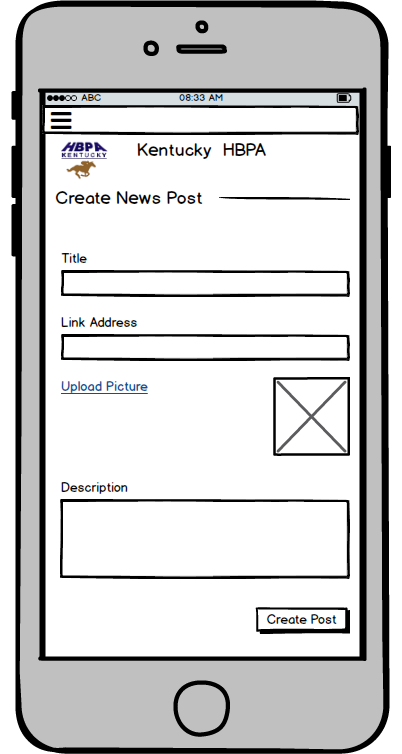 ABC 08:33 AM
HBPA
KENTUCKY
Kentucky HBPA
Create News Post
Title
Link Address
Upload Picture
Description
Create Post